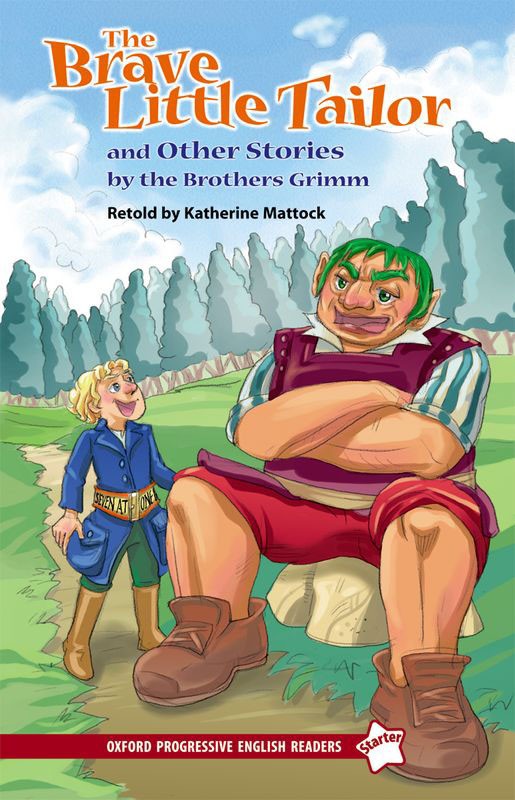 The
Brave
Little Tailor
and Other Stories
by the Brothers Grimm
Retold by Katherine Mattock
SEVEN AT ONE
OXFORD PROGRESSIVE ENGLISH READERS
Starter